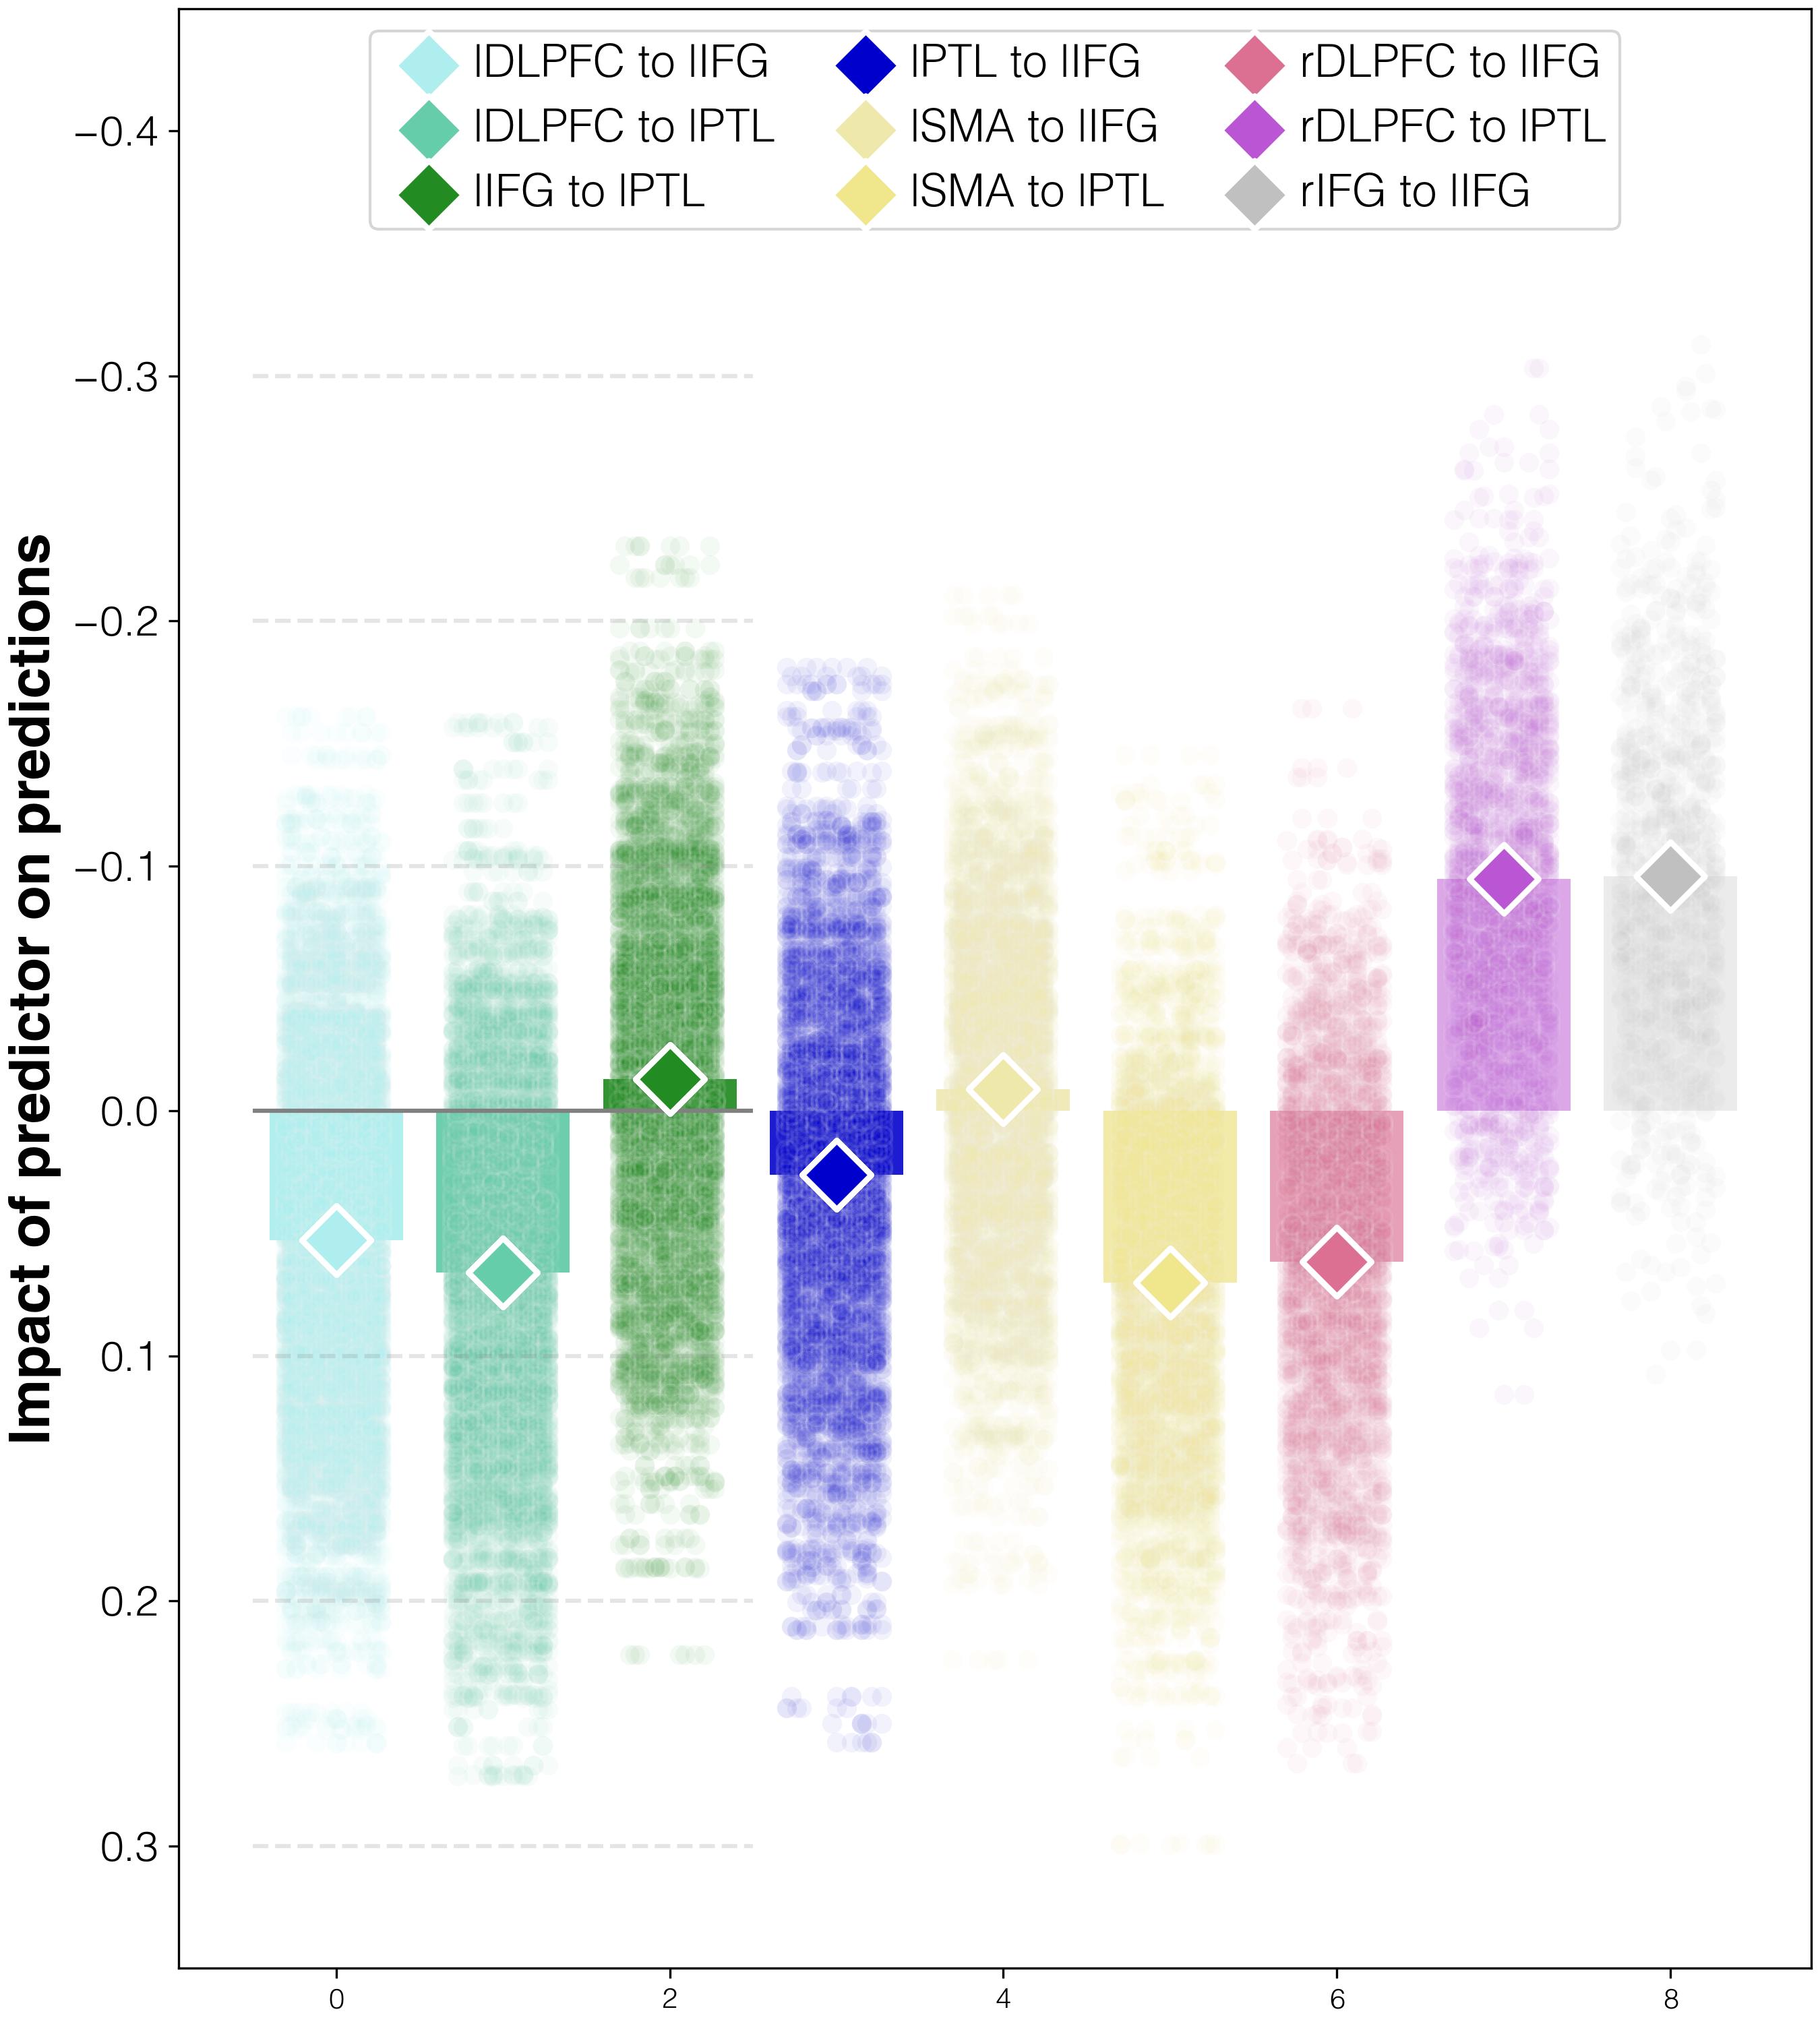 lDLPFC to lIFG
lDLPFC to lPTL
lIFG to lPTL
lPTL to lIFG
lSMA to lIFG
lSMA to lPTL
rDLPFC to lIFG
rDLPFC to lPTL
rIFG to lIFG
Impact of predictor on predictions
−0.4
−0.3
−0.2
−0.1
0.0
0.1
0.2
0.3
0 2 4 6 8